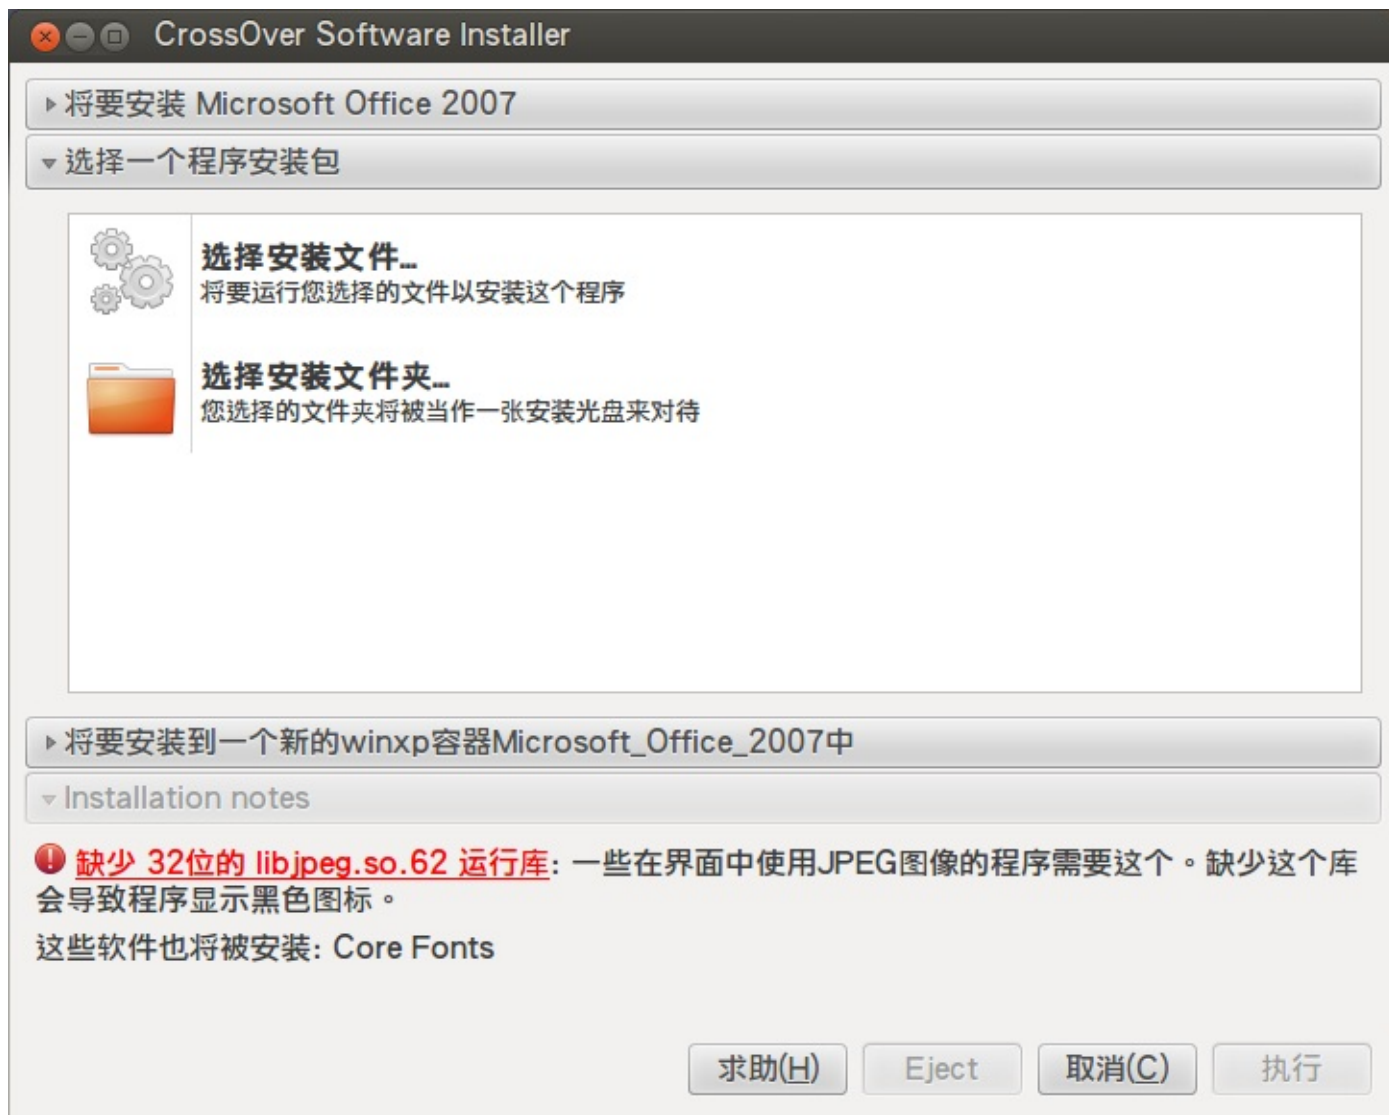 CrossOver Software Installer
将要安装 Microsoft Office 2007
选择一个程序安装包
选择安装文件...
将要运行您选择的文件以安装这个程序
选择安装文件夹...
您选择的文件夹将被当作一张安装光盘来对待
将要安装到一个新的winxp容器Microsoft_Office_2007中
Installation notes
缺少 32位的 libjpeg.so.62 运行库: 一些在界面中使用JPEG图像的程序需要这个。缺少这个库
会导致程序显示黑色图标。
这些软件也将被安装: Core Fonts
求助(H) Eject 取消(C) 执行